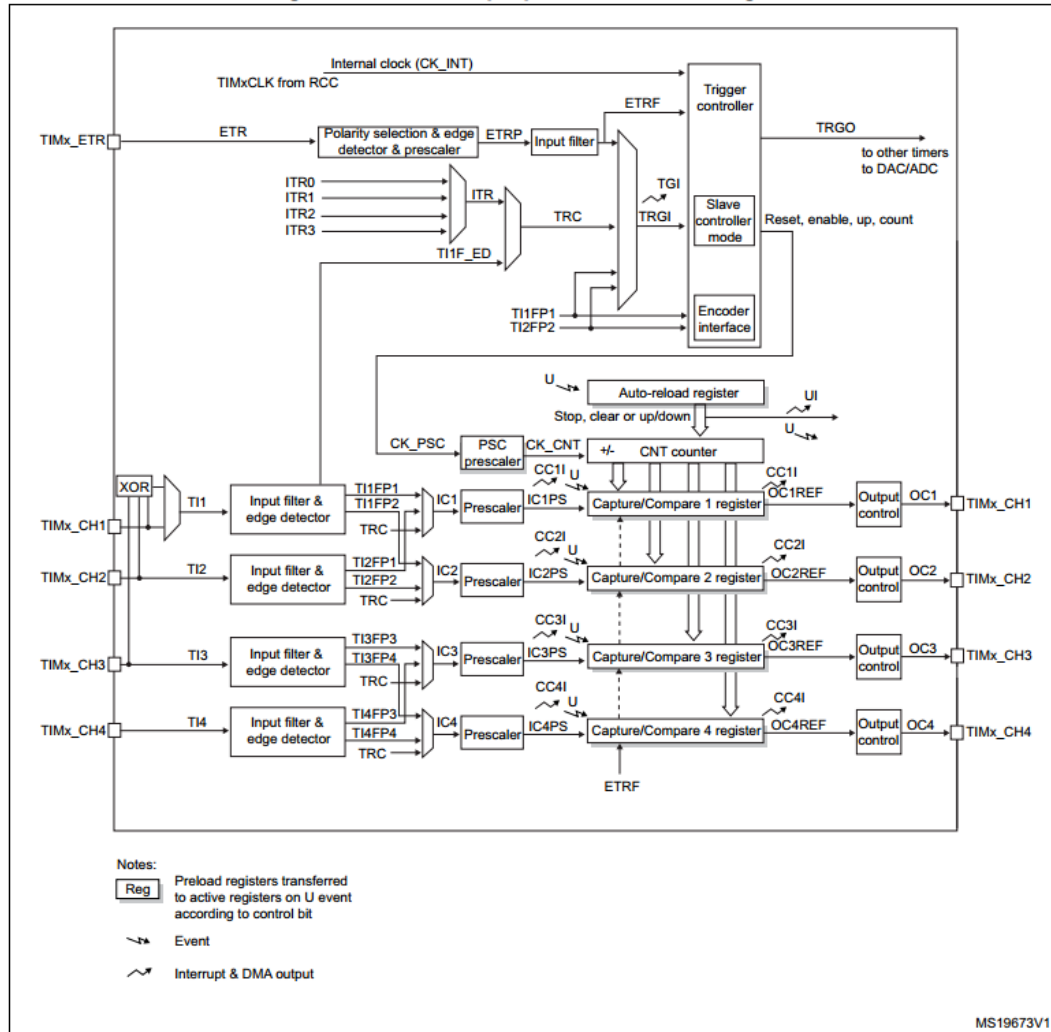 Internal clock (CK_INT)
TIMxCLK from RCC
Trigger
controller
ETRF
TIMx_ETR
ETR
Polarity selection & edge
detector & prescaler
ETRP
Input filter
TRGO
to other timers
to DAC/ADC
ITR0
ITR1
ITR2
ITR3
ITR
TRC
TGI
TRGI
Slave
controller
mode
Reset, enable, up, count
TI1F_ED
TI1FP1
TI2FP2
Encoder
interface
U
Auto-reload register
UI
Stop, clear or up/down
U
CK_PSC
PSC
prescaler
CK_CNT
+/-
CNT counter
XOR
TI1
TIMx_CH1
Input filter &
edge detector
TI1FP1
TI1FP2
TRC
IC1
Prescaler
CC1I
U
IC1PS
Capture/Compare 1 register
CC1I
OC1REF
Output
control
OC1
TIMx_CH1
TIMx_CH2
TI2
Input filter &
edge detector
TI2FP1
TI2FP2
TRC
IC2
Prescaler
CC2I
U
IC2PS
Capture/Compare 2 register
CC2I
OC2REF
Output
control
OC2
TIMx_CH2
TIMx_CH3
TI3
Input filter &
edge detector
TI3FP3
TI3FP4
TRC
IC3
Prescaler
CC3I
U
IC3PS
Capture/Compare 3 register
CC3I
OC3REF
Output
control
OC3
TIMx_CH3
TIMx_CH4
TI4
Input filter &
edge detector
TI4FP3
TI4FP4
TRC
IC4
Prescaler
CC4I
U
IC4PS
Capture/Compare 4 register
CC4I
OC4REF
Output
control
OC4
TIMx_CH4
ETRF
Notes:
Reg
Preload registers transferred
to active registers on U event
according to control bit
Event
Interrupt & DMA output
MS19673V1